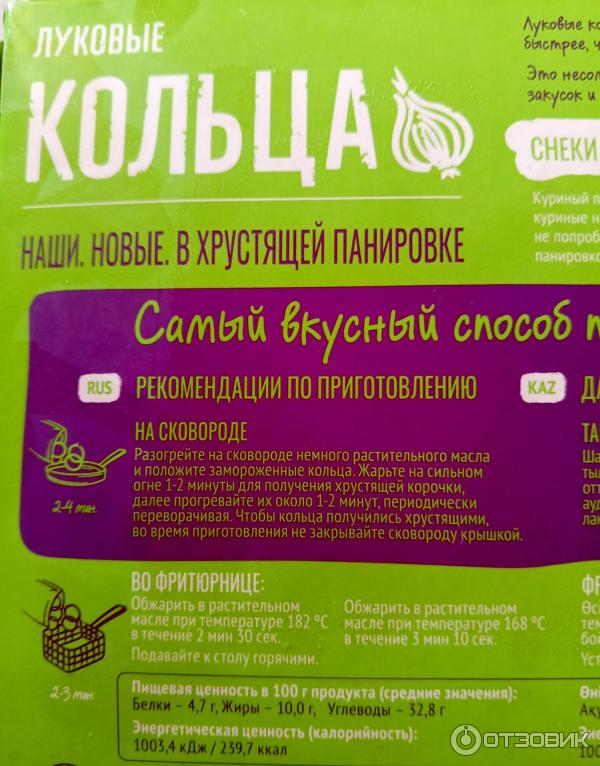 ЛУКОВЫЕ
КОЛЬЦА
НАШИ. НОВЫЕ. В ХРУСТЯЩЕЙ ПАНИРОВКЕ
Луковые
быстрее,
Это
закусок и
СНЕКИ
Куриный
куриные
не
Самый вкусный способ
RUS РЕКОМЕНДАЦИИ ПО ПРИГОТОВЛЕНИЮ
НА СКОВОРОДЕ
Разогрейте на сковороде немного растительного масла
и положите замороженные кольца. Жарьте на сильном
огне 1-2 минуты для получения хрустящей корочки,
далее прогревайте их около 1-2 минут, периодически
переворачивая. Чтобы кольца получились хрустящими,
во время приготовления не закрывайте сковороду крышкой.
2-4 мин.
KAZ
ВО ФРИТЮРНИЦЕ:
Обжарить в растительном
масле при температуре 182 °C
в течение 2 мин 30 сек.
Подавайте к столу горячими.
Обжарить в растительном
масле при температуре 168 °C
в течение 3 мин 10 сек.
2-3 мин.
Пищевая ценность в 100 г продукта (средние значения):
Белки – 4,7 г, Жиры – 10,0 г, Углеводы – 32,8 г
Энергетическая ценность (калорийность):
1003,4 кДж / 239,7 ккал
ОТЗОВИК